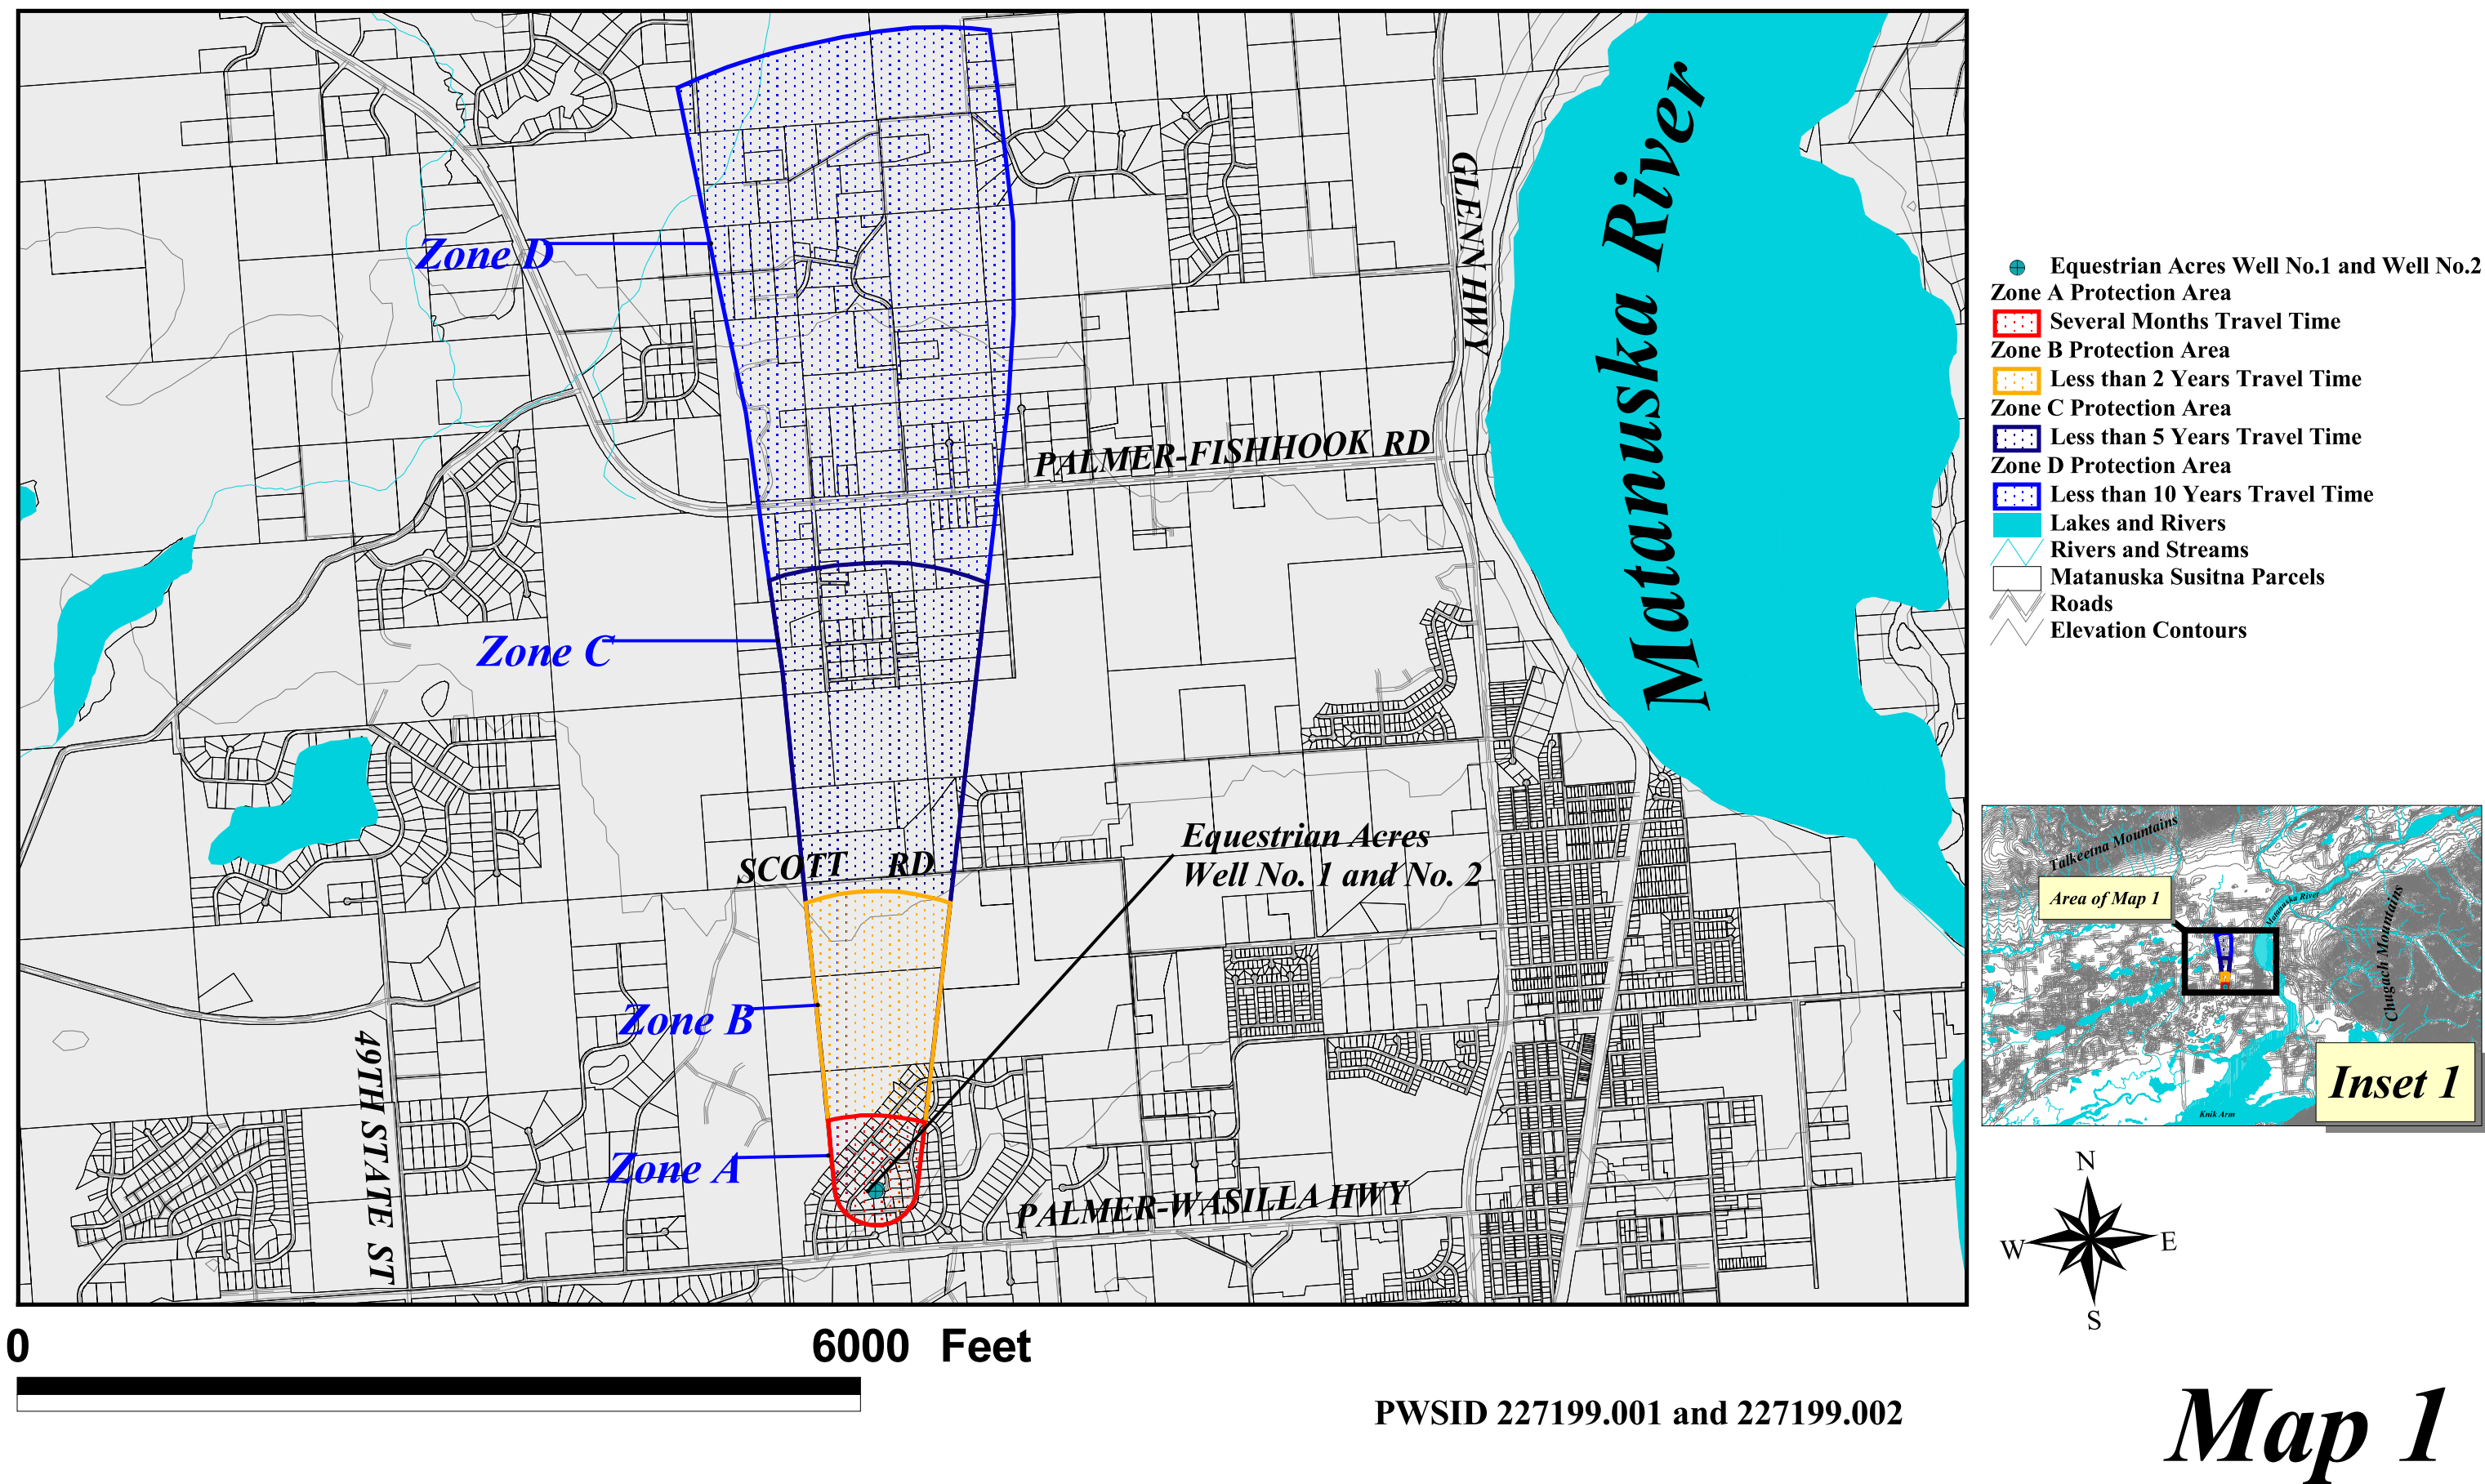 Zone D
Zone C
Zone B
Zone A
GLENN HWY
Matanuska River
PALMER-FISHHOOK RD
SCOTT RD
Equestrian Acres
Well No. 1 and No. 2
49TH STATE ST
PALMER-WASILLA HWY
Equestrian Acres Well No.1 and Well No.2
Zone A Protection Area
Several Months Travel Time
Zone B Protection Area
Less than 2 Years Travel Time
Zone C Protection Area
Less than 5 Years Travel Time
Zone D Protection Area
Less than 10 Years Travel Time
Lakes and Rivers
Rivers and Streams
Matanuska Susitna Parcels
Roads
Elevation Contours
Talkeetna Mountains
Area of Map 1
Matanuska River
Chugach Mountains
Knik Arm
Inset 1
N
W
E
S
0
6000 Feet
PWSID 227199.001 and 227199.002
Map 1